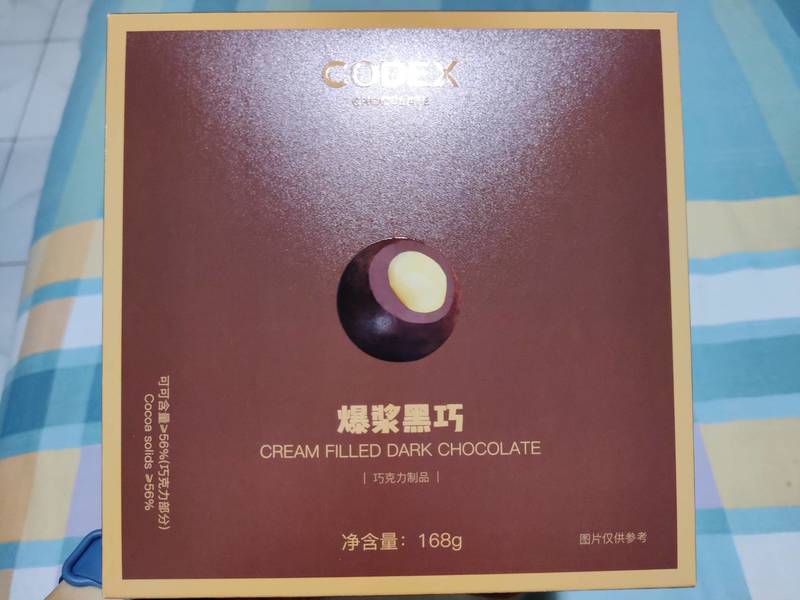 CODEX
CHOCOLATE
爆浆黑巧
CREAM FILLED DARK CHOCOLATE
| 巧克力制品 |
净含量：168g
图片仅供参考
可可含量≥56%(巧克力部分)
Cocoa solids ≥56%